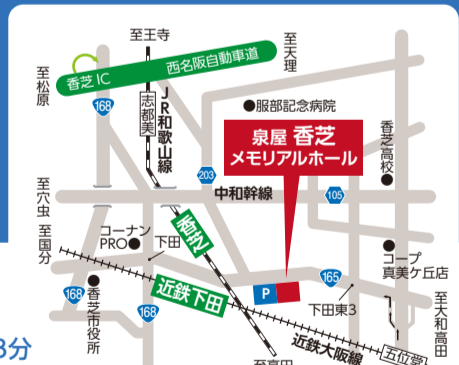 至王寺
至天理
西名阪自動車道
香芝IC
至松原
168
志都美
JR和歌山線
服部記念病院
泉屋 香芝
メモリアルホール
香芝高校
203
中和幹線
105
至穴虫
至国分
コーナン
PRO
下田
香芝
コープ
真美ケ丘店
165
P
近鉄下田
下田東3
168
香芝市役所
168
至大和高田
近鉄大阪線
五位堂
至高田
3分